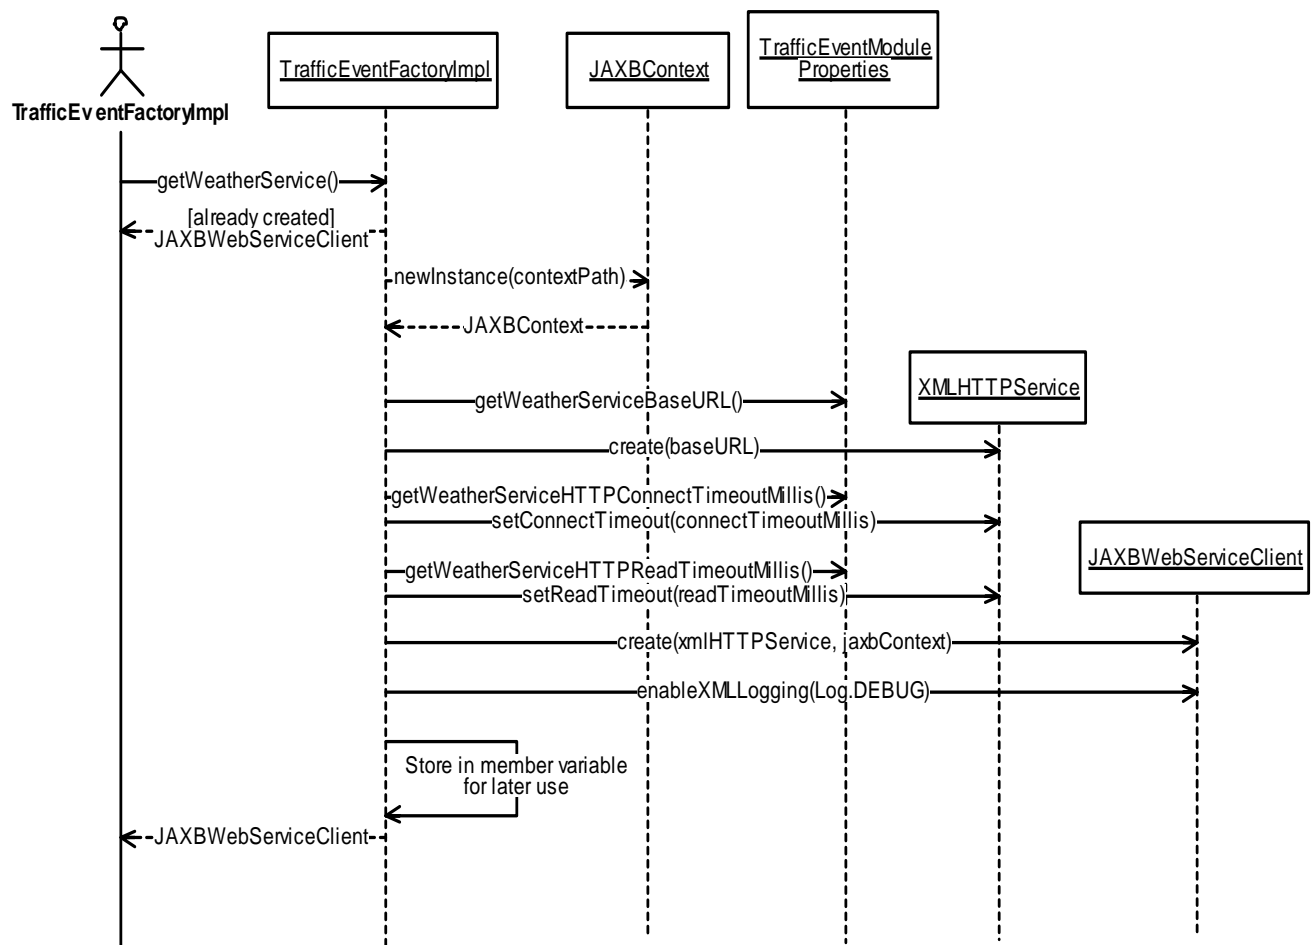 TrafficEventFactoryImpl
TrafficEventFactoryImpl
JAXBContext
TrafficEventModule
Properties
getWeatherService()
[already created]
JAXBWebServiceClient
newInstance(contextPath)
JAXBContext
XMLHTTPService
getWeatherServiceBaseURL()
create(baseURL)
getWeatherServiceHTTPConnectTimeoutMillis()
setConnectTimeout(connectTimeoutMillis)
JAXBWebServiceClient
getWeatherServiceHTTPReadTimeoutMillis()
setReadTimeout(readTimeoutMillis)
create(xmlHTTPService, jaxbContext)
enableXMLLogging(Log.DEBUG)
Store in member variable
for later use
JAXBWebServiceClient